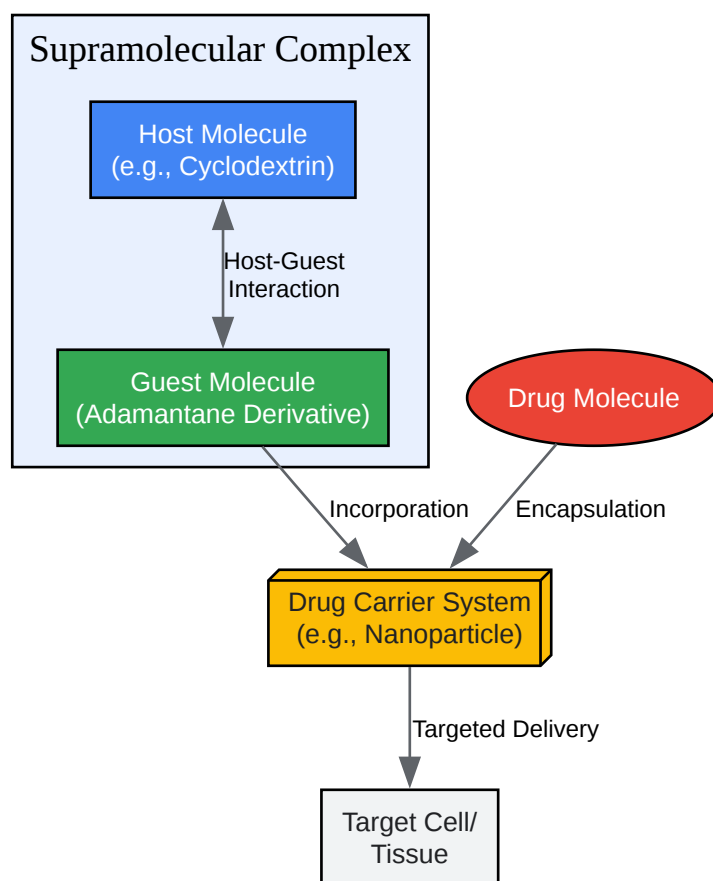 Supramolecular Complex
Host Molecule
(e.g., Cyclodextrin)
Host-Guest
Interaction
Guest Molecule
(Adamantane Derivative)
Drug Molecule
Incorporation
Encapsulation
Drug Carrier System
(e.g., Nanoparticle)
Targeted Delivery
Target Cell/
Tissue